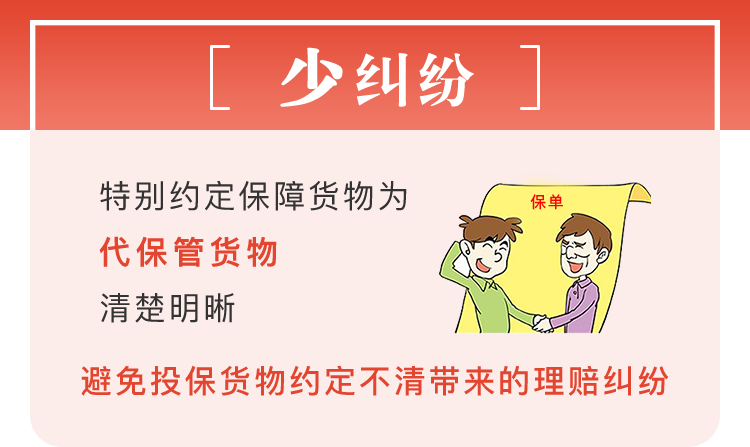 [ 少纠纷 ]
特别约定保障货物为
保单
代保管货物
清楚明晰
避免投保货物约定不清带来的理赔纠纷